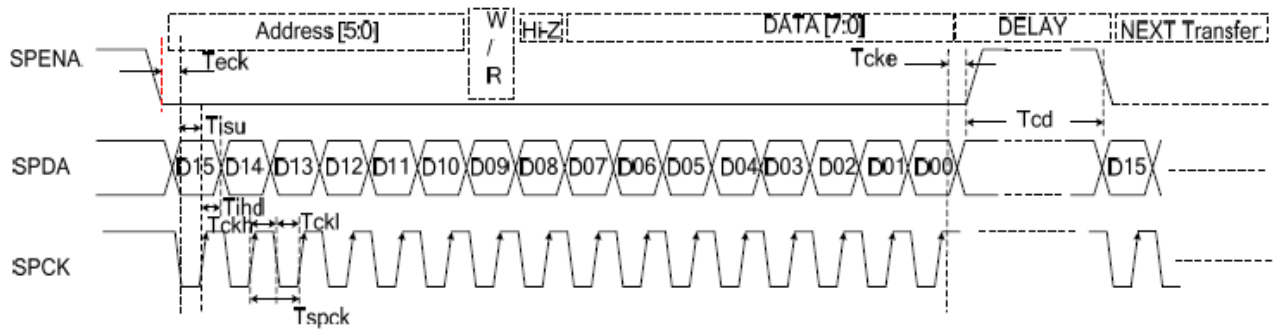 Address [5:0] W / R Hi-Z DATA [7:0] DELAY NEXT Transfer
SPENA Teck Tcke
Tisu Tcd
SPDA D15 D14 D13 D12 D11 D10 D09 D08 D07 D06 D05 D04 D03 D02 D01 D00 D15
Tihd
Tckh Tckl
SPCK
Tspck